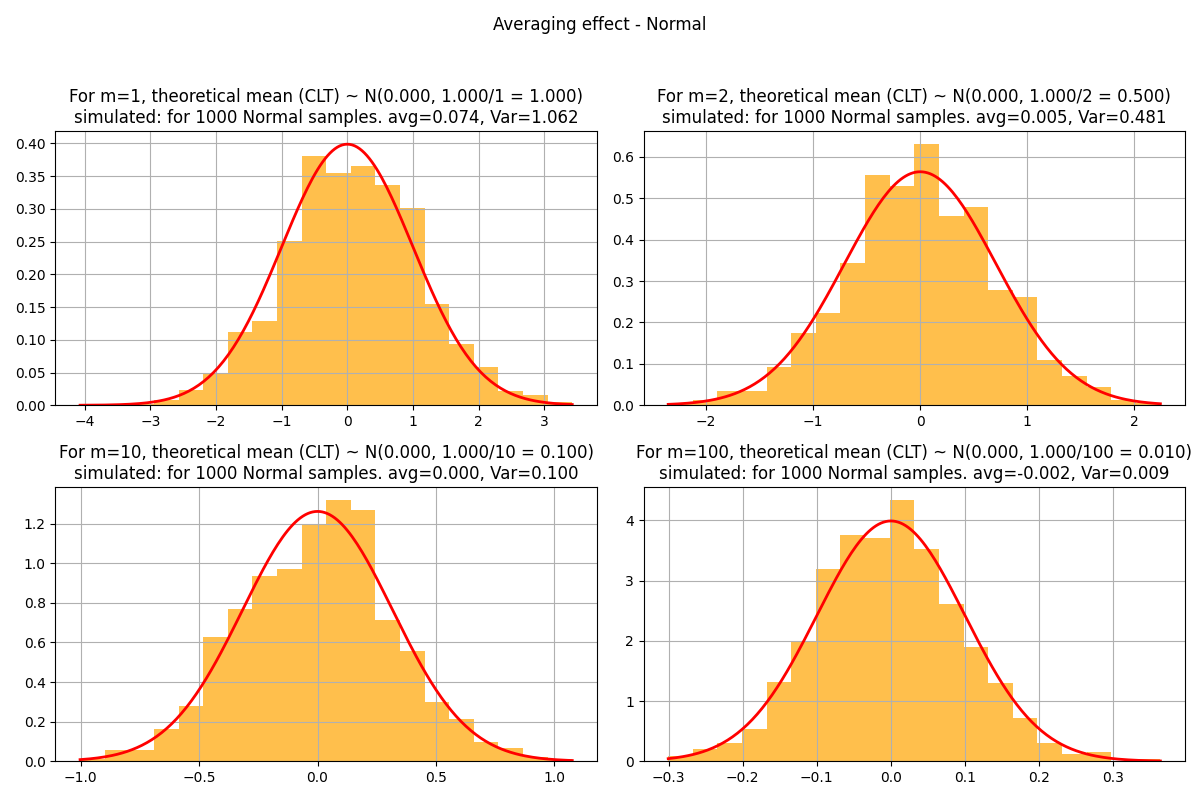 Averaging effect - Normal
For m=1, theoretical mean (CLT) ~ N(0.000, 1.000/1 = 1.000)
simulated: for 1000 Normal samples. avg=0.074, Var=1.062
0.40
0.35
0.30
0.25
0.20
0.15
0.10
0.05
0.00
−4 −3 −2 −1 0 1 2 3
For m=2, theoretical mean (CLT) ~ N(0.000, 1.000/2 = 0.500)
simulated: for 1000 Normal samples. avg=0.005, Var=0.481
0.6
0.5
0.4
0.3
0.2
0.1
0.0
−2 −1 0 1 2
For m=10, theoretical mean (CLT) ~ N(0.000, 1.000/10 = 0.100)
simulated: for 1000 Normal samples. avg=0.000, Var=0.100
1.2
1.0
0.8
0.6
0.4
0.2
0.0
−1.0 −0.5 0.0 0.5 1.0
For m=100, theoretical mean (CLT) ~ N(0.000, 1.000/100 = 0.010)
simulated: for 1000 Normal samples. avg=-0.002, Var=0.009
4
3
2
1
0
−0.3 −0.2 −0.1 0.0 0.1 0.2 0.3